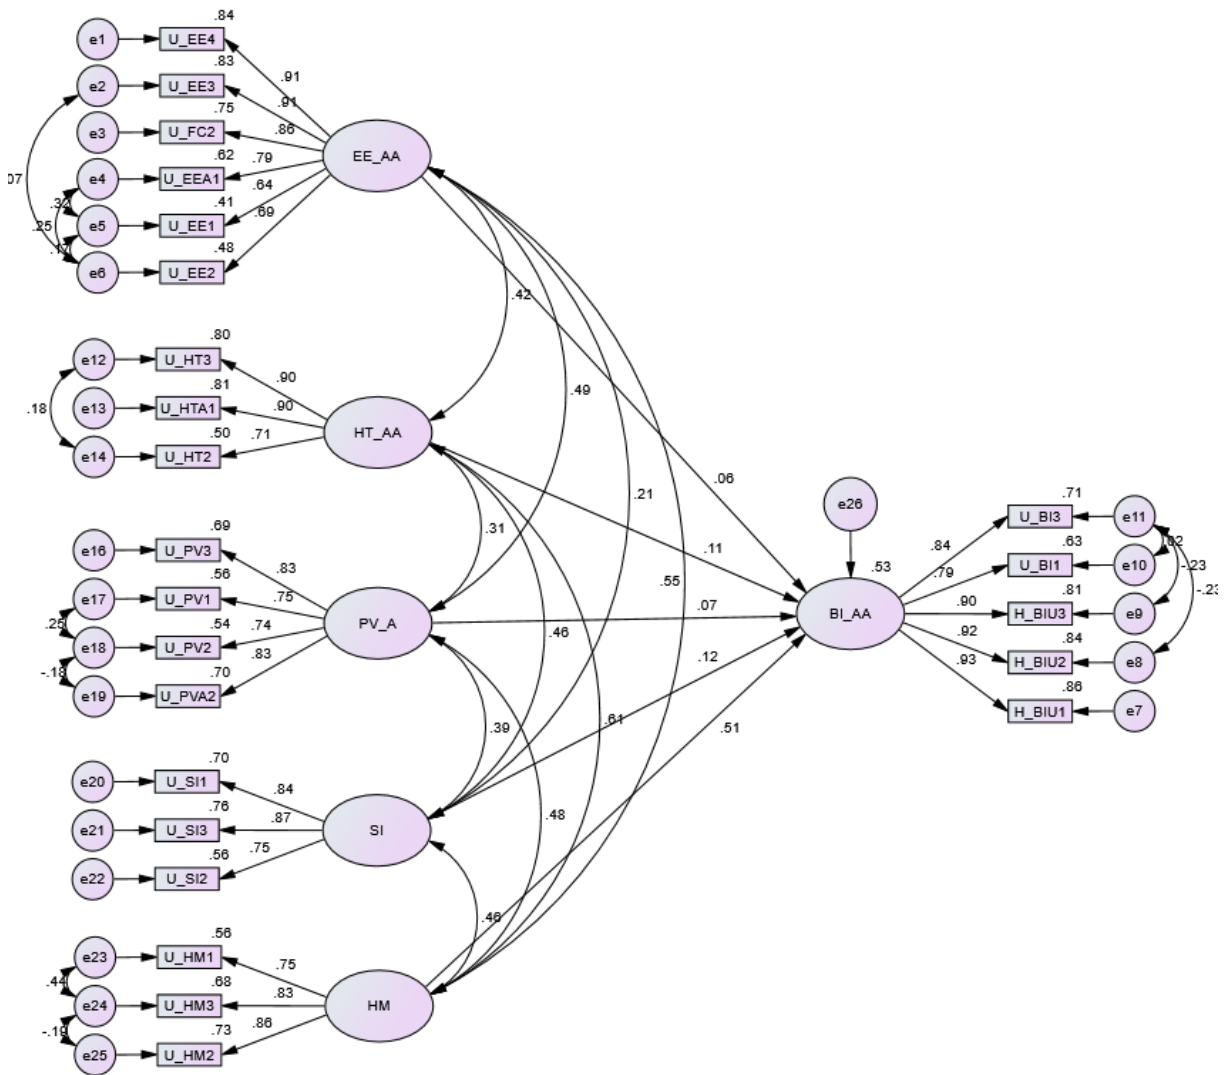 .84
e1 U_EE4
.83
.91
e2 U_EE3
.91
.75
e3 U_FC2
.86
EE_AA
.62
.79
07
e4 U_EEA1
.64
.32
.41
.69
.25
e5 U_EE1
.17
.48
e6 U_EE2
.42
.80
e12 U_HT3
.90
.81
.49
.18
e13 U_HTA1
.90
HT_AA
.50
.71
e14 U_HT2
.06
.21
.69
.31
e16 U_PV3
.83
.11
.55
.56
e17 U_PV1
.75
.07
.25
.54
.74
PV_A
e18 U_PV2
.46
.83
-.18
.70
.12
e19 U_PVA2
.39
.61
.51
e26
.53
BI_AA
.71
.84
U_BI3 e11
.02
.63
.79
U_BI1 e10
-.23
-.23
.81
.90
H_BIU3 e9
.84
.92
H_BIU2 e8
.93
.86
H_BIU1 e7
.70
e20 U_SI1
.84
.76
e21 U_SI3
.87
SI
.48
.56
.75
e22 U_SI2
.46
.56
e23 U_HM1
.75
.44
.68
e24 U_HM3
.83
HM
.86
-.19
.73
e25 U_HM2